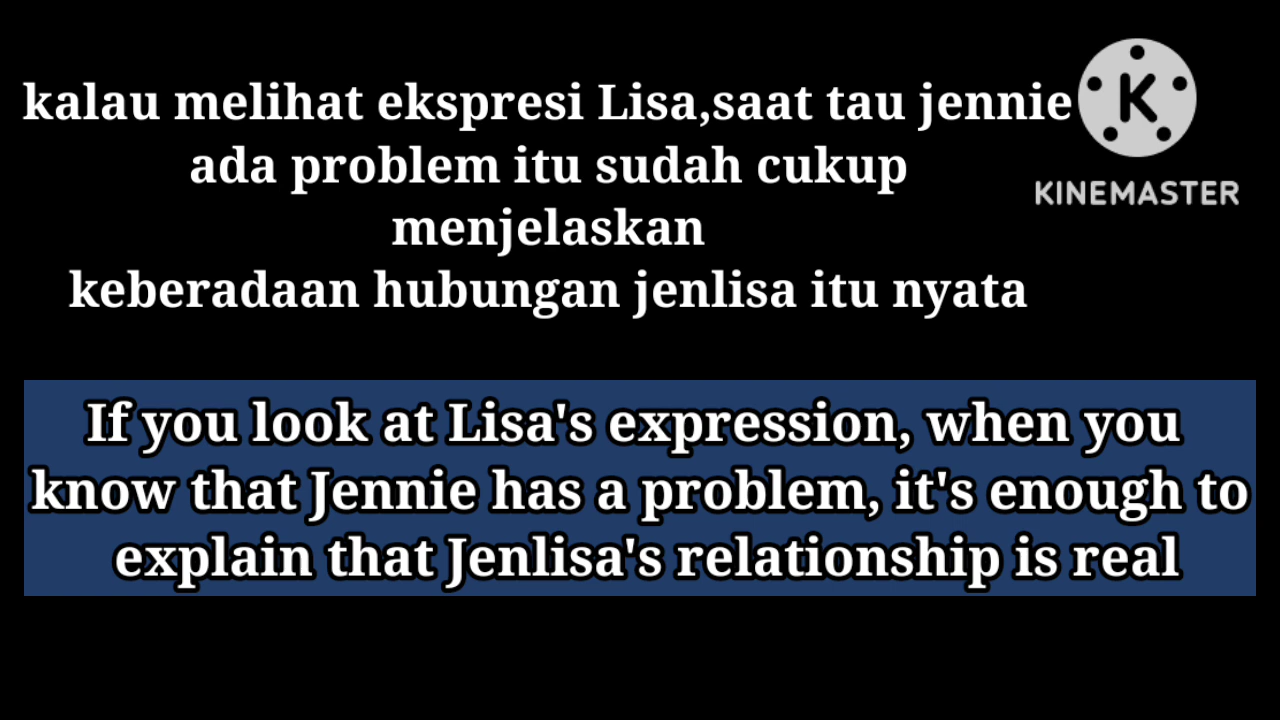 kalau melihat ekspresi Lisa,saat tau jennie
ada problem itu sudah cukup
menjelaskan
keberadaan hubungan jenlisa itu nyata
K
KINEMASTER
If you look at Lisa's expression, when you
know that Jennie has a problem, it's enough to
explain that Jenlisa's relationship is real